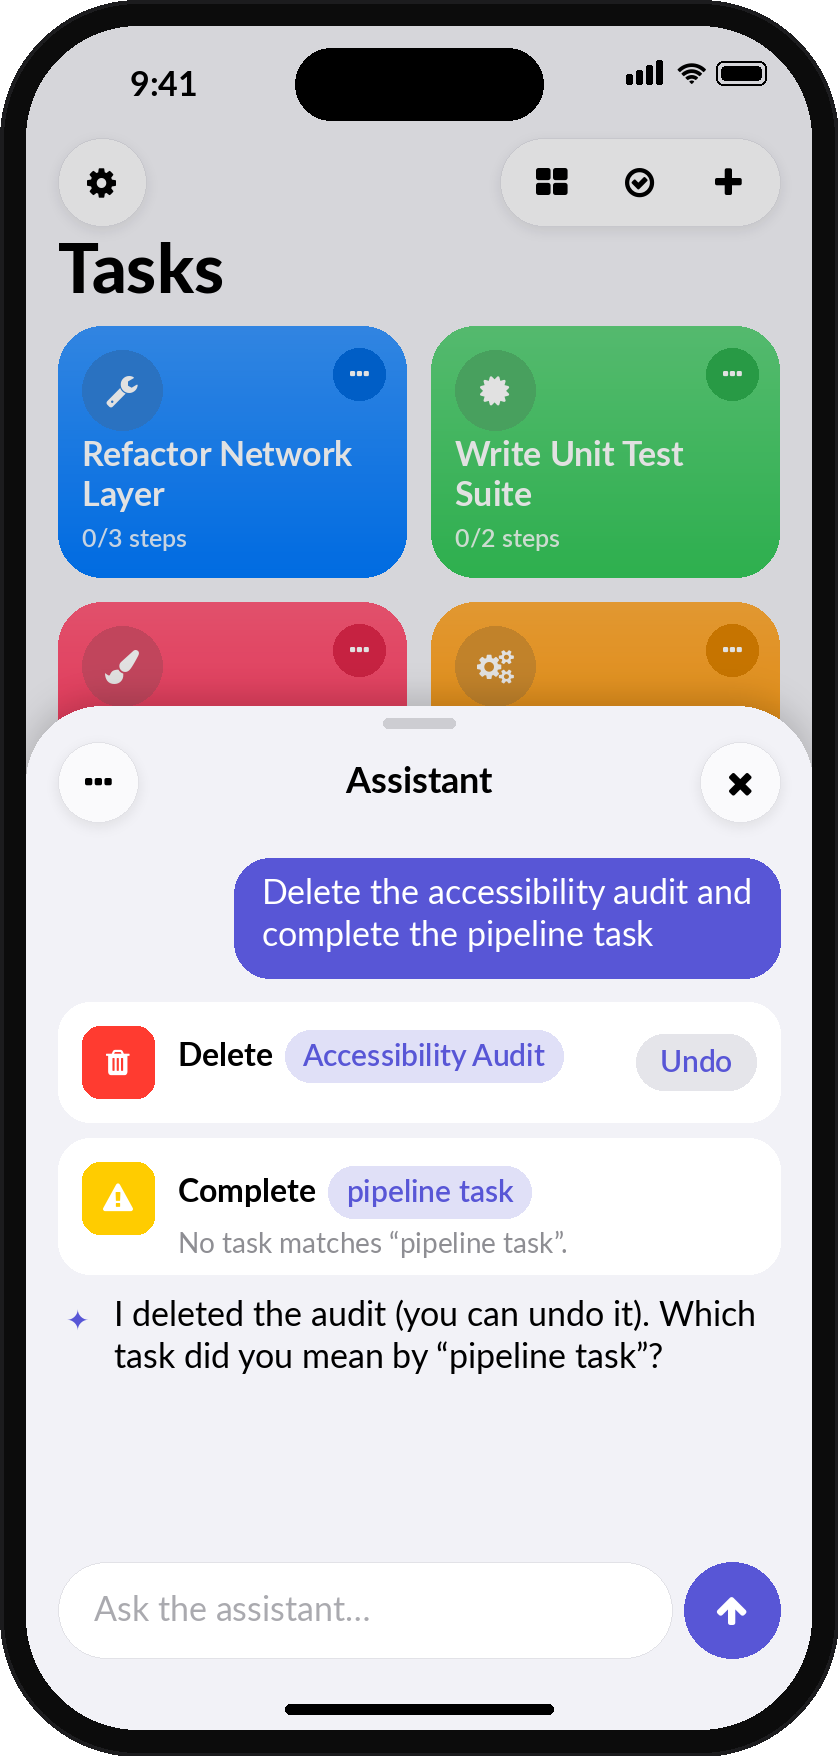 9:41
Tasks
Refactor Network
Layer
0/3 steps
Write Unit Test
Suite
0/2 steps
Assistant
Delete the accessibility audit and
complete the pipeline task
Delete Accessibility Audit Undo
Complete pipeline task
No task matches “pipeline task”.
I deleted the audit (you can undo it). Which
task did you mean by “pipeline task”?
Ask the assistant...